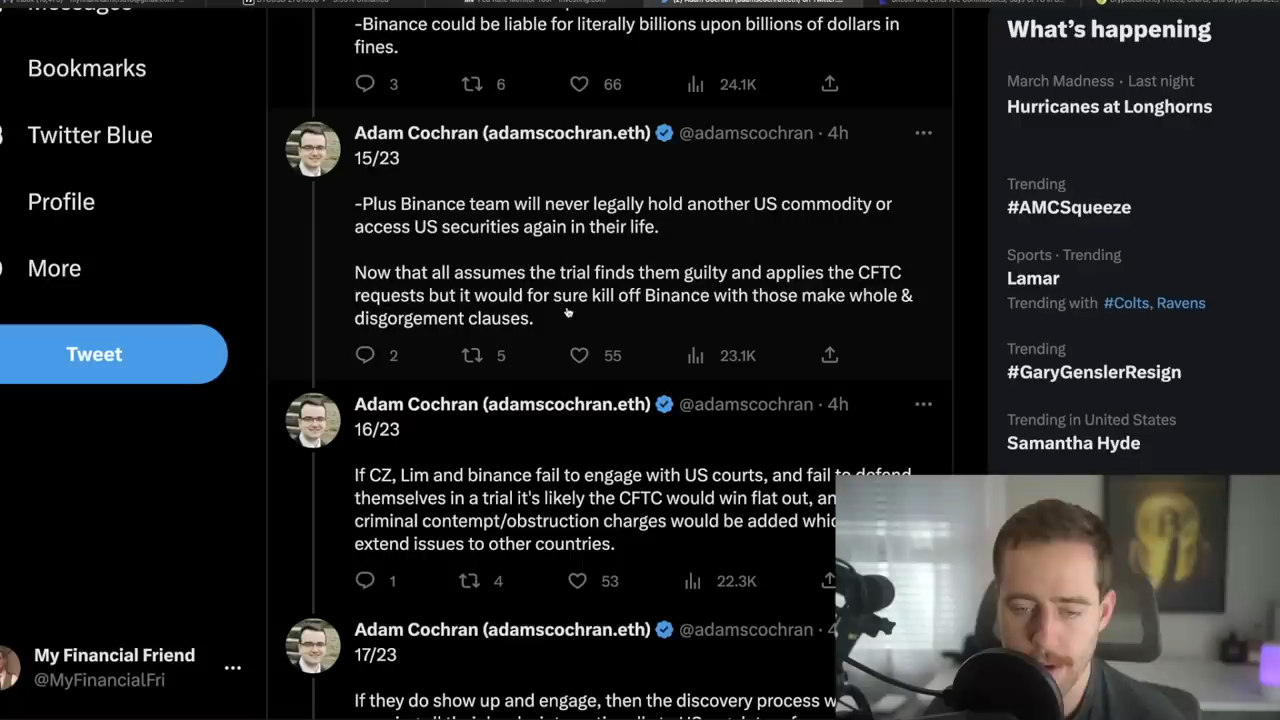 -Binance could be liable for literally billions upon billions of dollars in
fines.
3 6 66 24.1K
Adam Cochran (adamscochran.eth) @adamscochran · 4h
15/23
-Plus Binance team will never legally hold another US commodity or
access US securities again in their life.
Now that all assumes the trial finds them guilty and applies the CFTC
requests but it would for sure kill off Binance with those make whole &
disgorgement clauses.
2 5 55 23.1K
Adam Cochran (adamscochran.eth) @adamscochran · 4h
16/23
If CZ, Lim and binance fail to engage with US courts, and fail to defend
themselves in a trial it's likely the CFTC would win flat out, an
criminal contempt/obstruction charges would be added whic
extend issues to other countries.
1 4 53 22.3K
Adam Cochran (adamscochran.eth) @adamscochran · 4
17/23
If they do show up and engage, then the discovery process w
Bookmarks
Twitter Blue
Profile
More
Tweet
My Financial Friend
@MyFinancialFri
What's happening
March Madness · Last night
Hurricanes at Longhorns
Trending
#AMCSqueeze
Sports · Trending
Lamar
Trending with #Colts, Ravens
Trending
#GaryGenslerResign
Trending in United States
Samantha Hyde